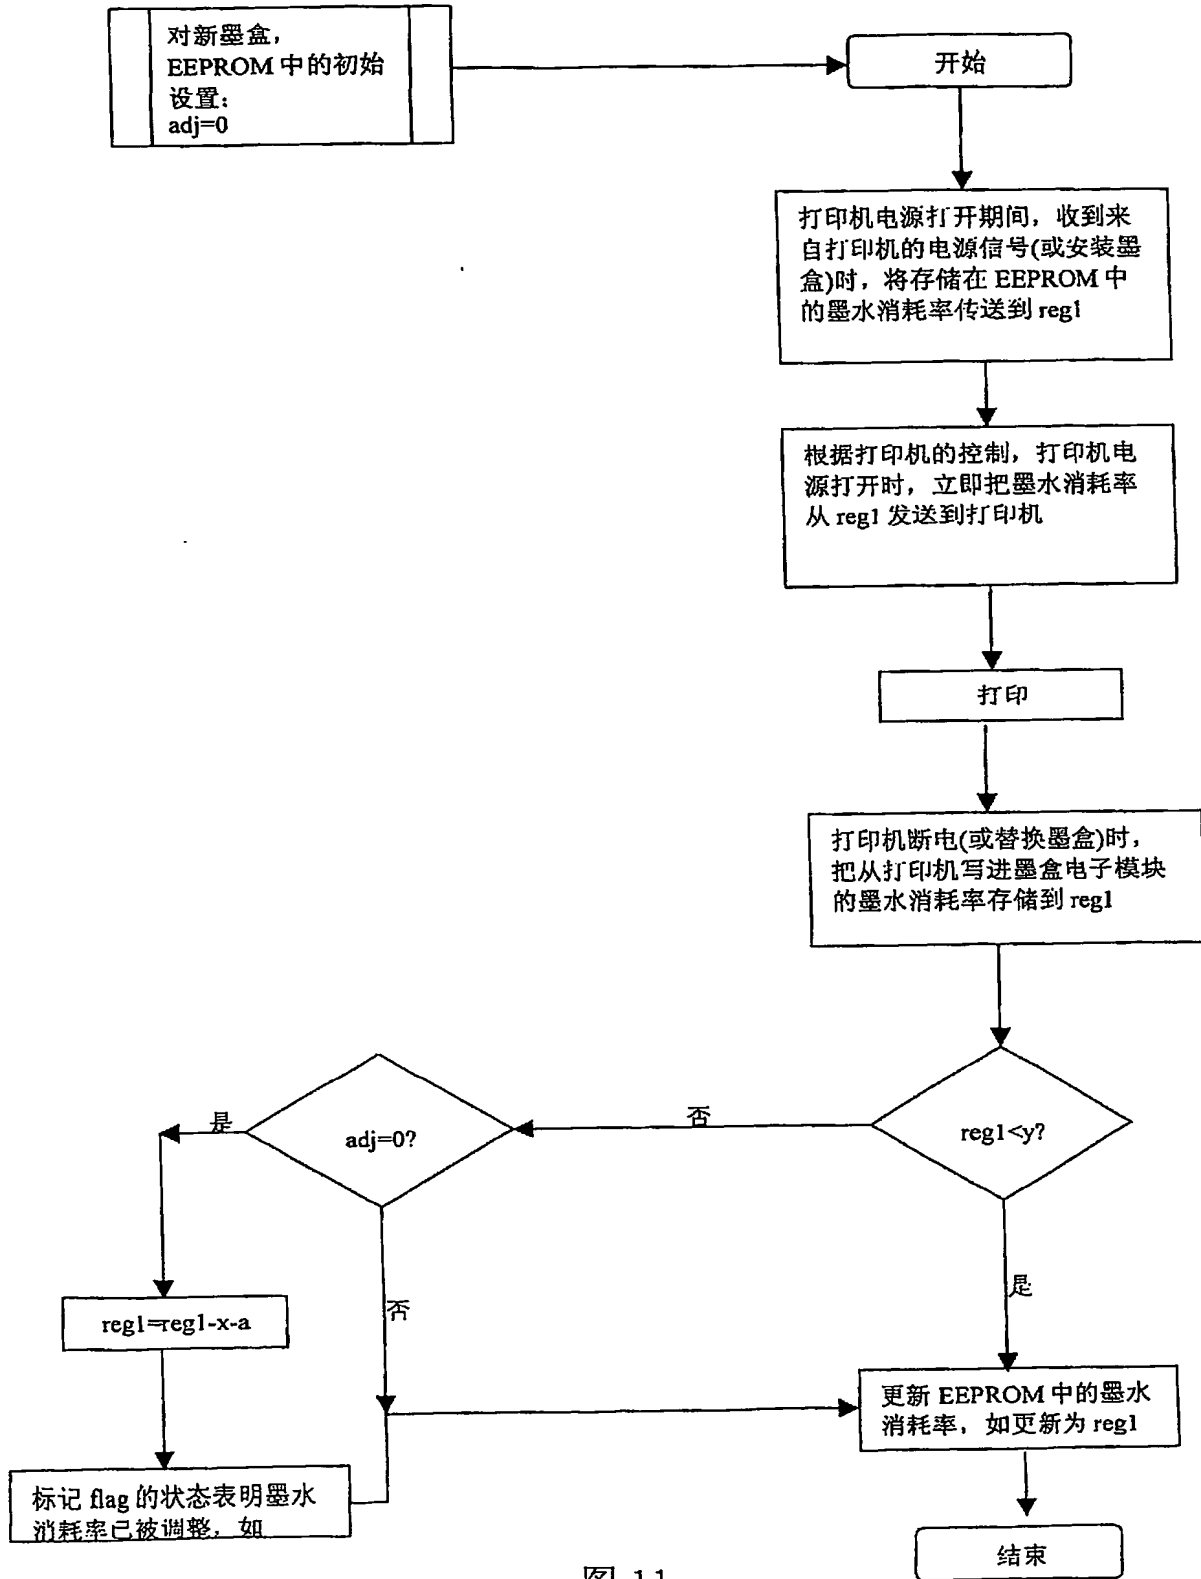 对新墨盒，
EEPROM 中的初始
设置：
adj=0
开始
打印机电源打开期间，收到来
自打印机的电源信号(或安装墨
盒)时，将存储在 EEPROM 中
的墨水消耗率传送到 reg1
根据打印机的控制，打印机电
源打开时，立即把墨水消耗率
从 reg1 发送到打印机
打印
打印机断电(或替换墨盒)时，
把从打印机写进墨盒电子模块
的墨水消耗率存储到 reg1
reg1<y?
否
adj=0?
是
reg1=reg1-x-a
否
是
标记 flag 的状态表明墨水
消耗率已被调整，如
更新 EEPROM 中的墨水
消耗率，如更新为 reg1
结束
图 11